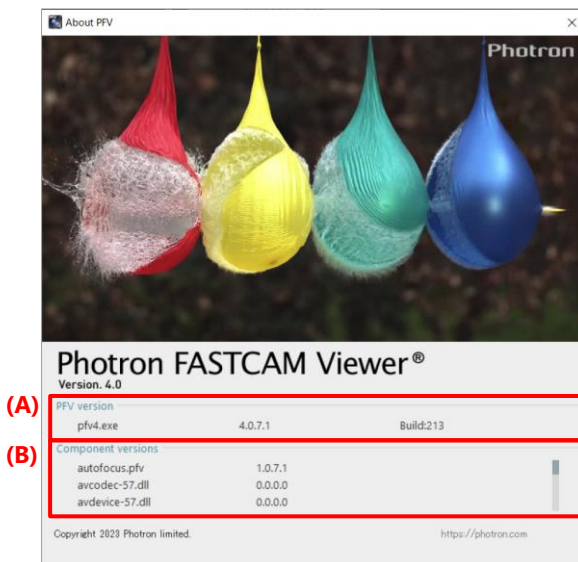 About PFV
Photron
Photron FASTCAM Viewer®
Version. 4.0
(A)
PFV version
pfv4.exe 4.0.7.1 Build:213
(B)
Component versions
autofocus.pfv 1.0.7.1
avcodec-57.dll 0.0.0.0
avdevice-57.dll 0.0.0.0
Copyright 2023 Photron limited. https://photron.com